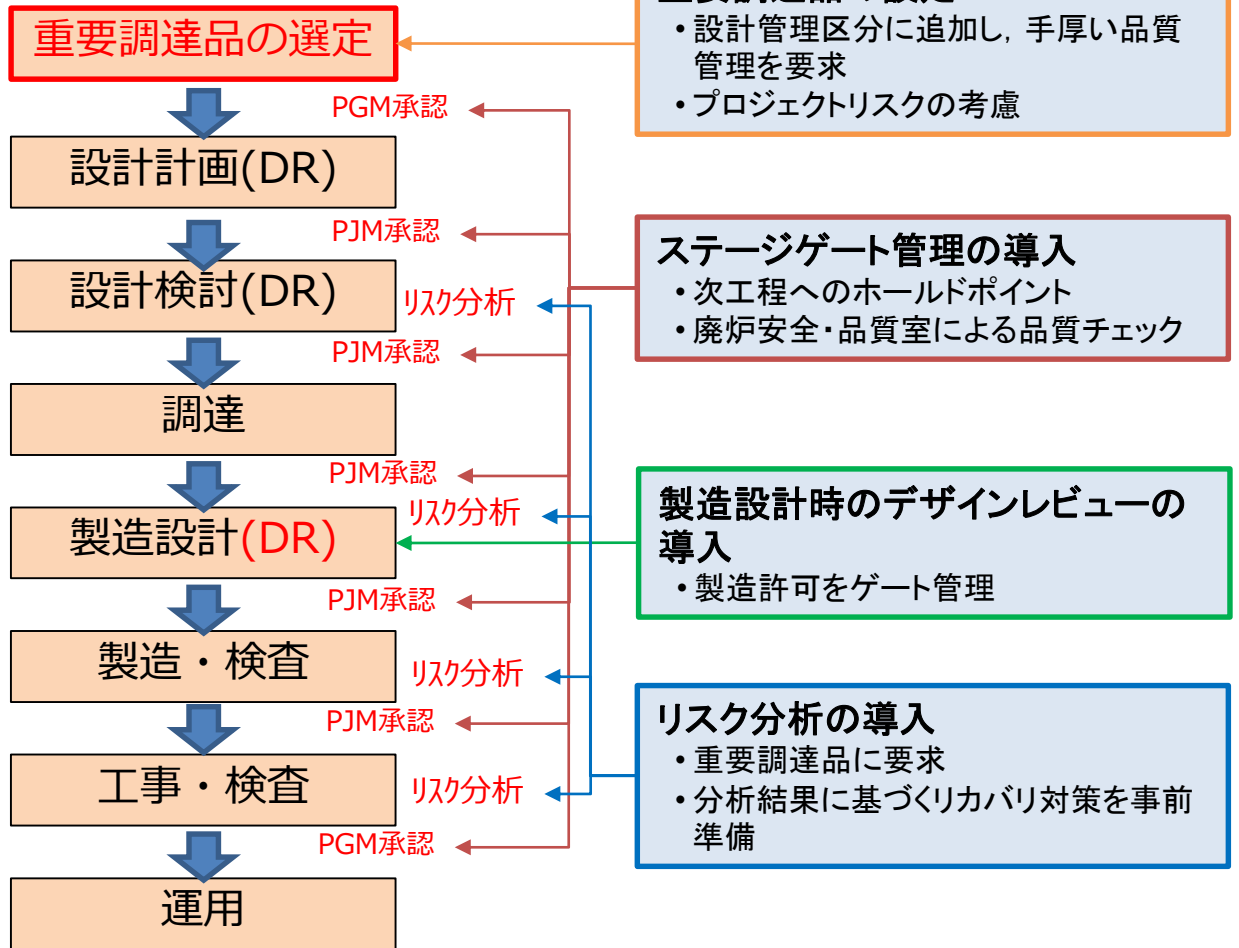 重要調達品の選定
・設計管理区分に追加し，手厚い品質
管理を要求
・プロジェクトリスクの考慮
PGM承認
設計計画(DR)
PJM承認
ステージゲート管理の導入
・次工程へのホールドポイント
・廃炉安全・品質室による品質チェック
設計検討(DR)
リスク分析
PJM承認
調達
PJM承認
製造設計時のデザインレビューの
導入
・製造許可をゲート管理
リスク分析
製造設計(DR)
PJM承認
製造・検査
リスク分析
リスク分析の導入
・重要調達品に要求
・分析結果に基づくリカバリ対策を事前
準備
PJM承認
工事・検査
リスク分析
PGM承認
運用